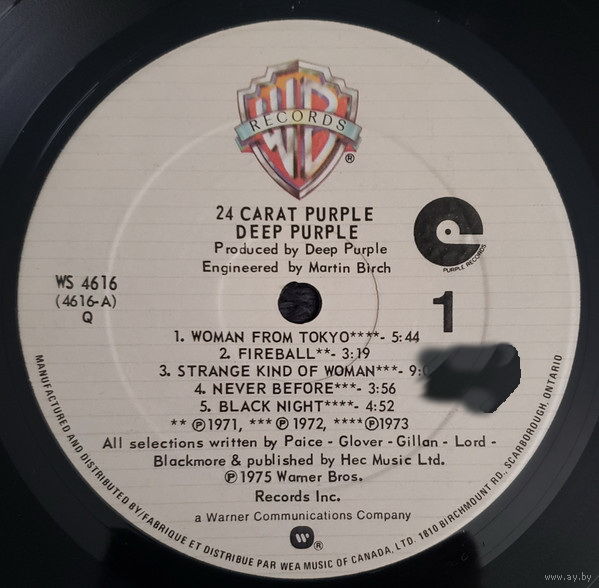 WB
RECORDS
®
24 CARAT PURPLE
DEEP PURPLE
Produced by Deep Purple
Engineered by Martin Birch
PURPLE RECORDS
WS 4616
(4616-A)
Q
1
1. WOMAN FROM TOKYO****- 5:44
2. FIREBALL**- 3:19
3. STRANGE KIND OF WOMAN***-
4. NEVER BEFORE***- 3:56
5. BLACK NIGHT****- 4:52
** ℗1971, *** ℗ 1972, ****℗1973
All selections written by Paice - Glover - Gillan - Lord -
Blackmore & published by Hec Music Ltd.
℗ 1975 Warner Bros.
Records Inc.
a Warner Communications Company
W ®
MANUFACTURED AND DISTRIBUTED BY/FABRIQUE ET DISTRIBUE PAR WEA MUSIC OF CANADA, LTD. 1810 BIRCHMOUNT RD., SCARBOROUGH, ONTARIO
www.ay.by